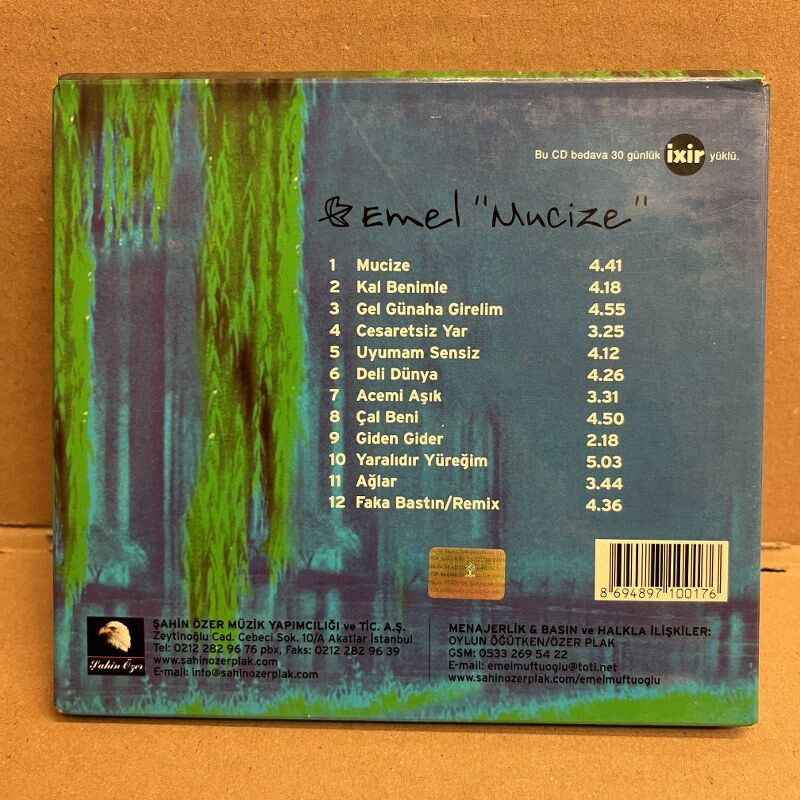 Bu CD bedava 30 günlük ixir yüklü.
Emel "Mucize"
1 Mucize 4.41
2 Kal Benimle 4.18
3 Gel Günaha Girelim 4.55
4 Cesaretsiz Yar 3.25
5 Uyumam Sensiz 4.12
6 Deli Dünya 4.26
7 Acemi Aşık 3.31
8 Çal Beni 4.50
9 Giden Gider 2.18
10 Yaralıdır Yüreğim 5.03
11 Ağlar 3.44
12 Faka Bastın/Remix 4.36
8 694897 100176
Şahin Özer
ŞAHİN ÖZER MÜZİK YAPIMCILIĞI ve TİC. A.Ş.
Zeytinoğlu Cad. Cebeci Sok. 10/A Akatlar İstanbul
Tel: 0212 282 96 76 pbx, Faks: 0212 282 96 39
www.sahinozerplak.com
E-mail: info@sahinozerplak.com
MENAJERLİK & BASIN ve HALKLA İLİŞKİLER:
OYLUN ÖĞÜTKEN/ÖZER PLAK
GSM: 0533 269 54 22
E-mail: emelmuftuoglu@totl.net
www.sahinozerplak.com/emelmuftuoglu